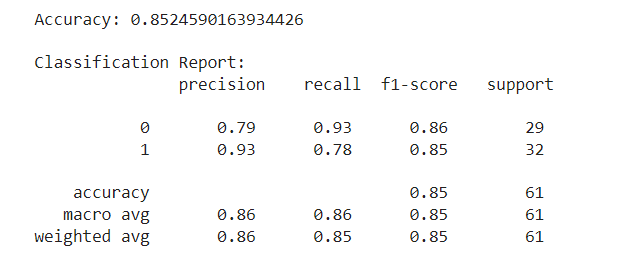 Accuracy: 0.8524590163934426
Classification Report:
precision recall f1-score support
0 0.79 0.93 0.86 29
1 0.93 0.78 0.85 32
accuracy 0.85 61
macro avg 0.86 0.86 0.85 61
weighted avg 0.86 0.85 0.85 61